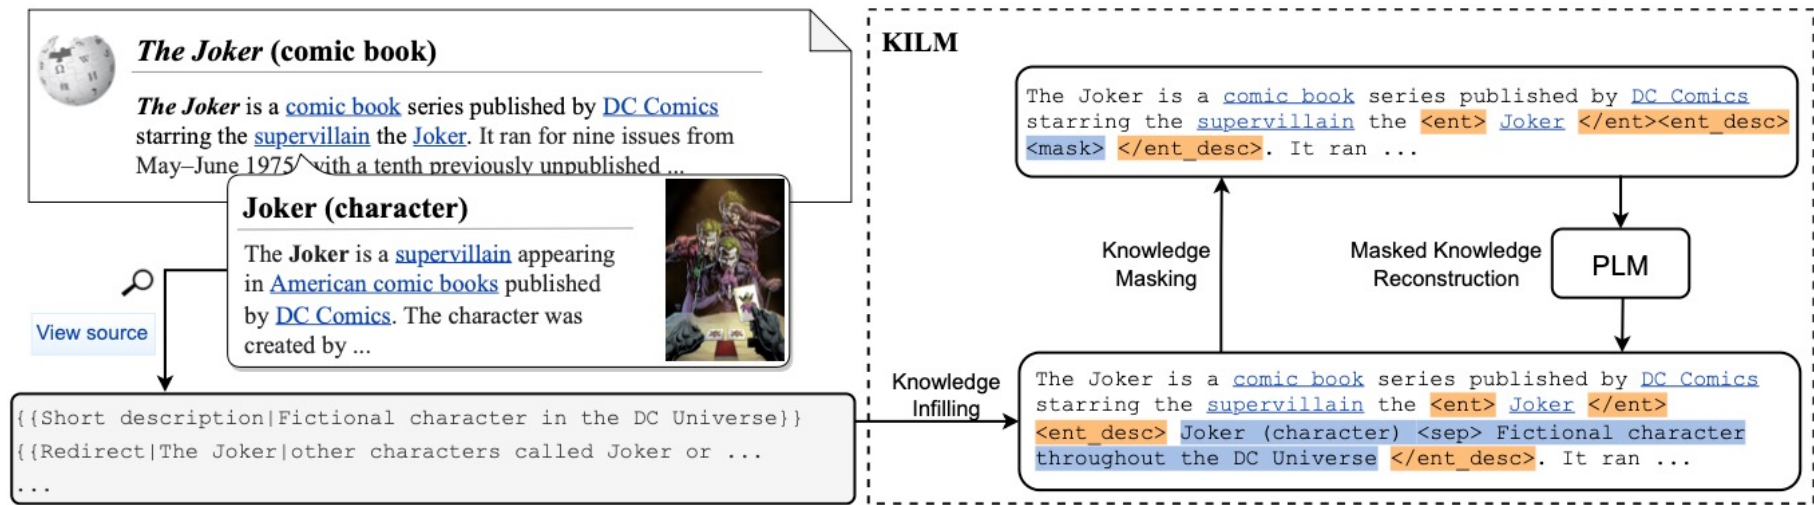 The Joker (comic book)
The Joker is a comic book series published by DC Comics
starring the supervillain the Joker. It ran for nine issues from
May–June 1975 with a tenth previously unpublished ...
Joker (character)
The Joker is a supervillain appearing
in American comic books published
by DC Comics. The character was
created by ...
View source
{{Short description|Fictional character in the DC Universe}}
{{Redirect|The Joker|other characters called Joker or ...
...
Knowledge
Infilling
KILM
The Joker is a comic book series published by DC Comics
starring the supervillain the <ent> Joker </ent><ent_desc>
<mask> </ent_desc>. It ran ...
Knowledge
Masking
Masked Knowledge
Reconstruction
PLM
The Joker is a comic book series published by DC Comics
starring the supervillain the <ent> Joker </ent>
<ent_desc> Joker (character) <sep> Fictional character
throughout the DC Universe </ent_desc>. It ran ...